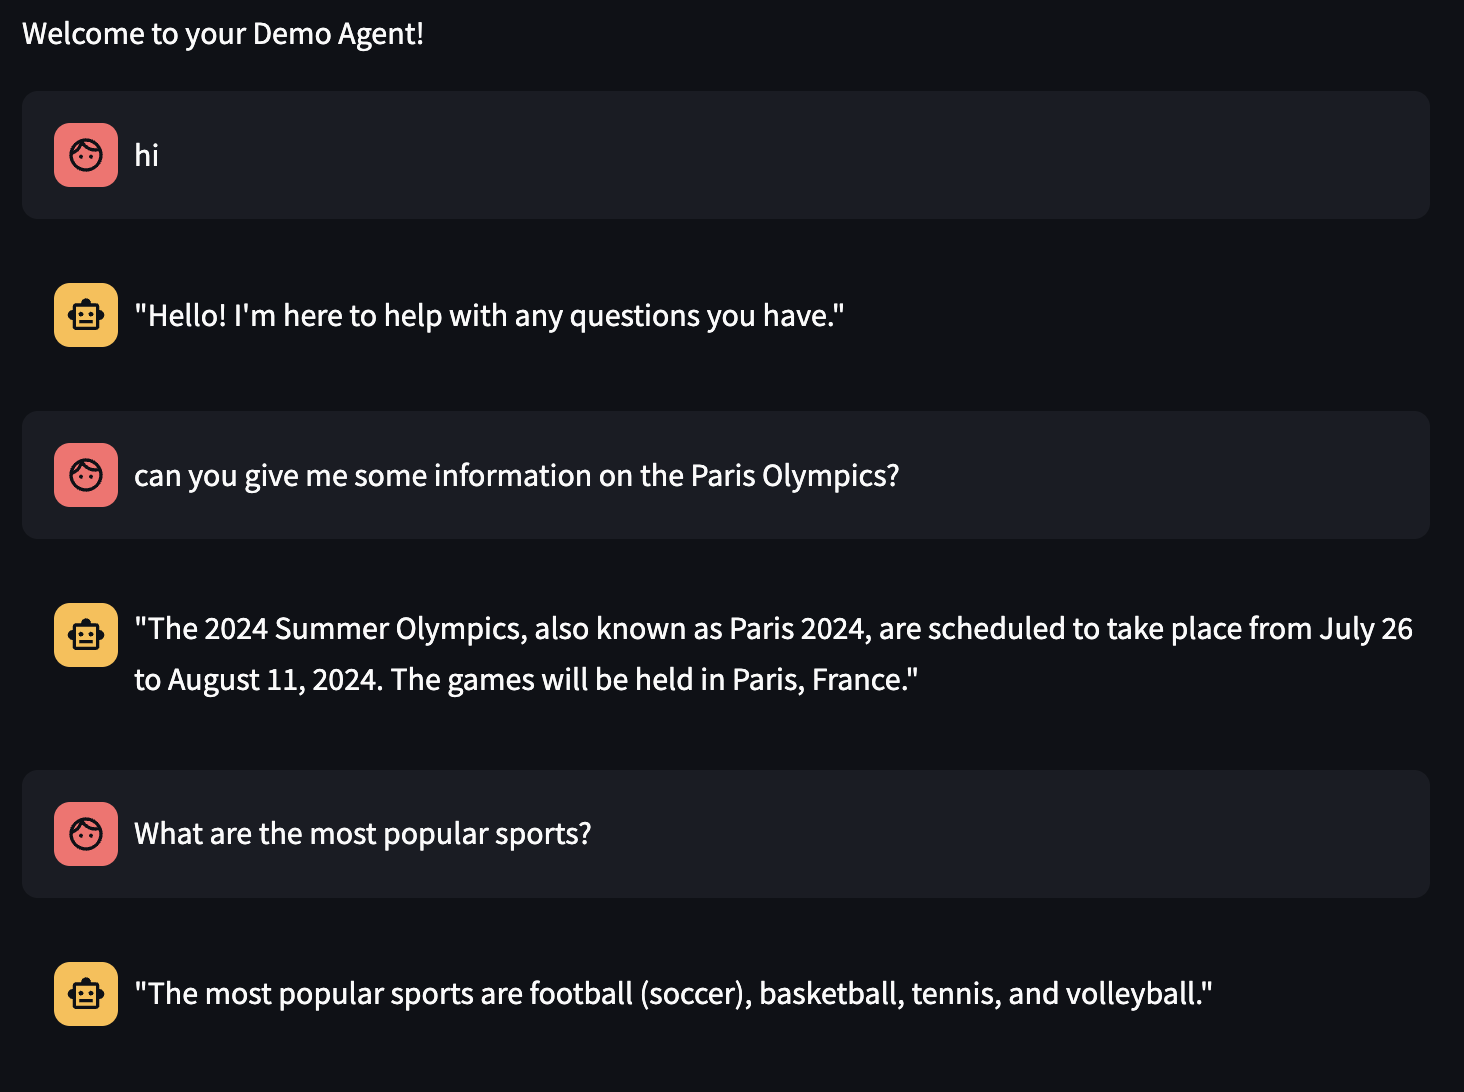 Welcome to your Demo Agent!
hi
"Hello! I'm here to help with any questions you have."
can you give me some information on the Paris Olympics?
"The 2024 Summer Olympics, also known as Paris 2024, are scheduled to take place from July 26
to August 11, 2024. The games will be held in Paris, France."
What are the most popular sports?
"The most popular sports are football (soccer), basketball, tennis, and volleyball."